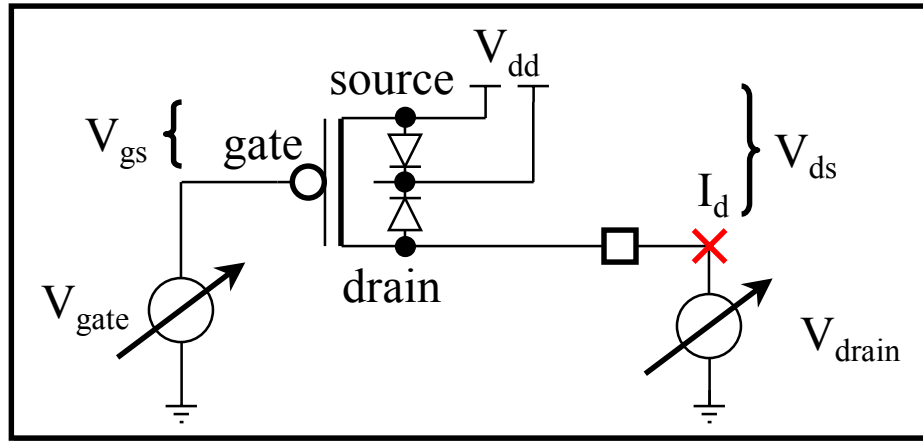 V_dd
source
V_gs
gate
V_ds
I_d
drain
V_gate
V_drain